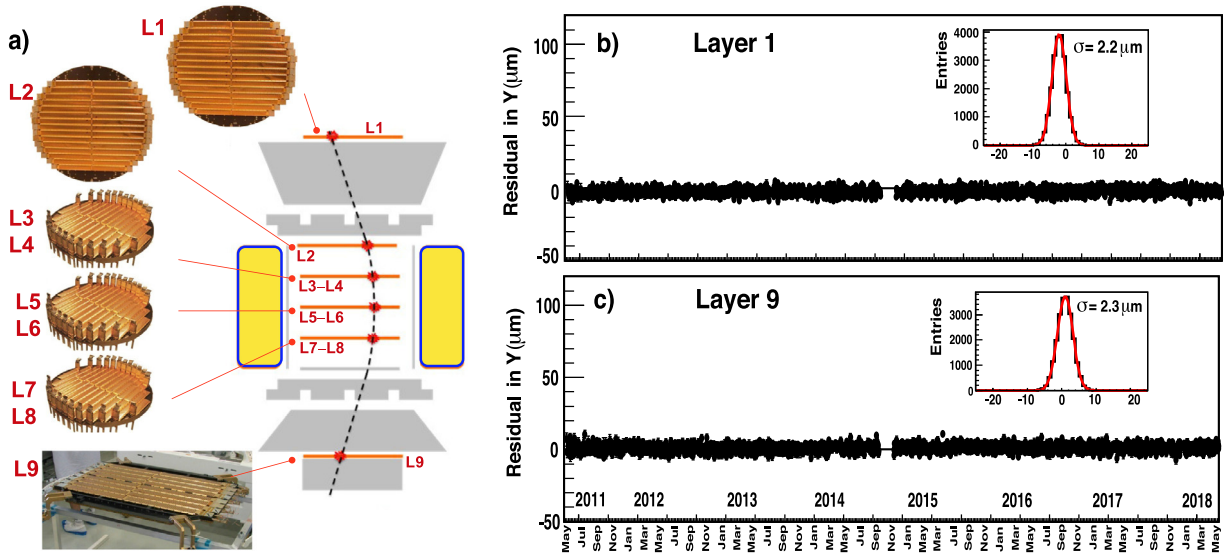 a)
L1
L2
L3
L4
L5
L6
L7
L8
L9
L1
L2
L3–L4
L5–L6
L7–L8
L9
b)
Layer 1
Residual in Y (μm)
100
50
0
-50
Entries
4000
3000
2000
1000
0
σ= 2.2 μm
-20 -10 0 10 20
c)
Layer 9
Residual in Y (μm)
100
50
0
-50
Entries
3000
2000
1000
0
σ= 2.3 μm
-20 -10 0 10 20
2011 2012 2013 2014 2015 2016 2017 2018
May Jul Sep Nov Jan Mar May Jul Sep Nov Jan Mar May Jul Sep Nov Jan Mar May Jul Sep Nov Jan Mar May Jul Sep Nov Jan Mar May Jul Sep Nov Jan Mar May Jul Sep Nov Jan Mar May